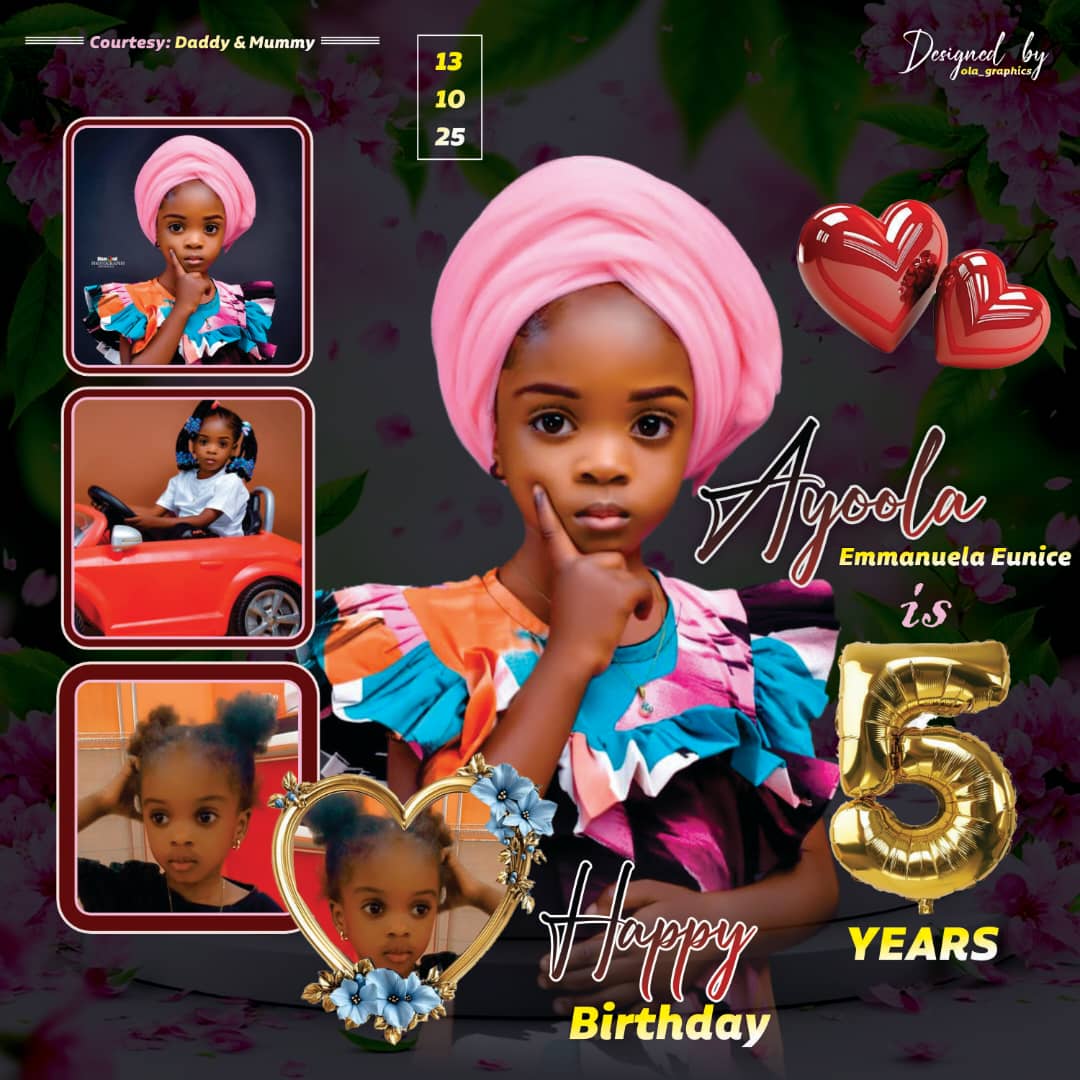 Courtesy: Daddy & Mummy
13
10
25
Designed by
ola_graphics
Ayoola
Emmanuela Eunice
is
5
YEARS
Happy
Birthday